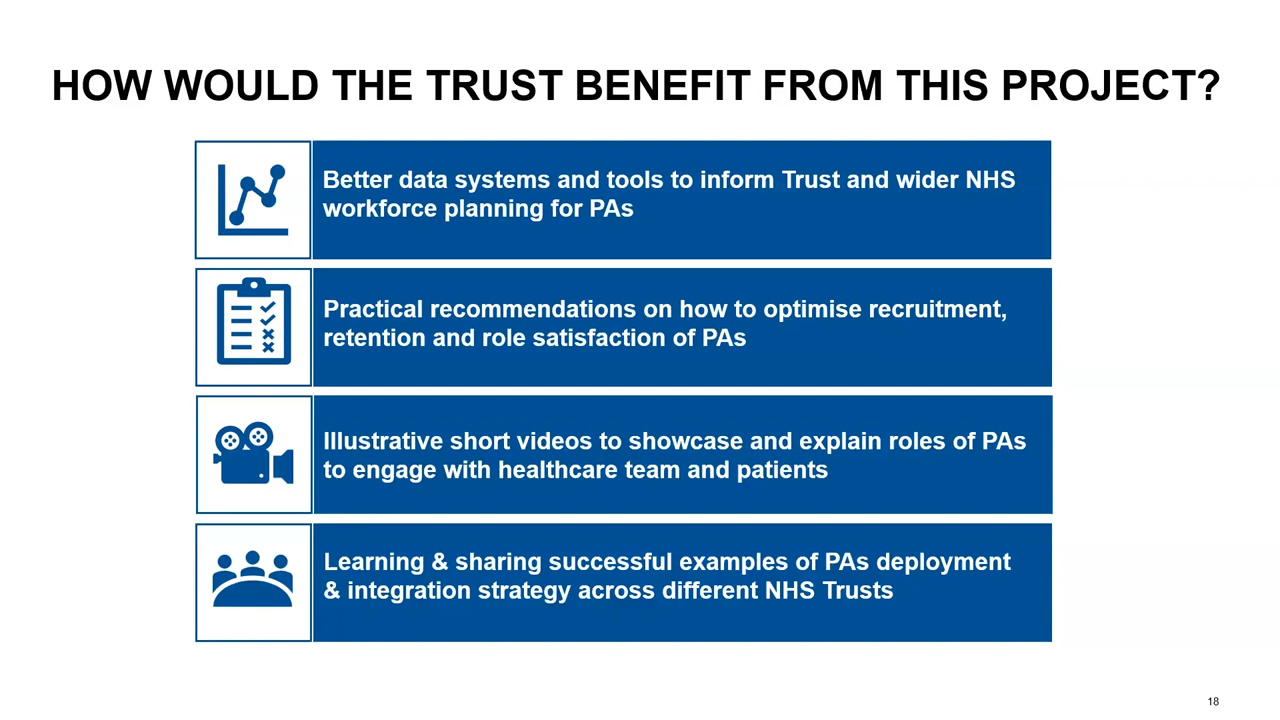 HOW WOULD THE TRUST BENEFIT FROM THIS PROJECT?
Better data systems and tools to inform Trust and wider NHS
workforce planning for PAs
Practical recommendations on how to optimise recruitment,
retention and role satisfaction of PAs
Illustrative short videos to showcase and explain roles of PAs
to engage with healthcare team and patients
Learning & sharing successful examples of PAs deployment
& integration strategy across different NHS Trusts
18